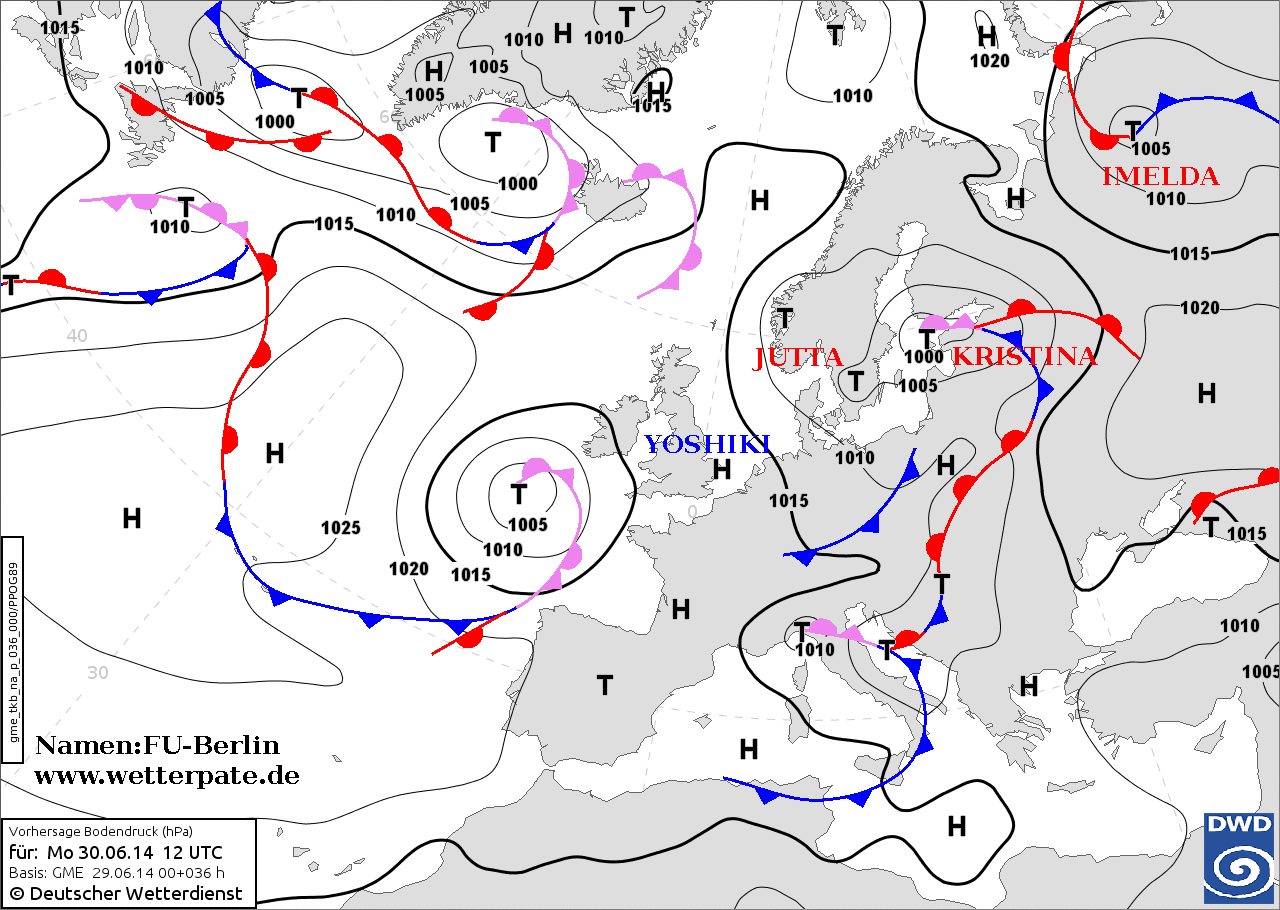 1015
1010
1005
T
1000
H
1005
1005
1010
H
1010
T
H
1015
T
1010
H
1020
T
1000
1005
T
1005
IMELDA
1010
T
1010
1010
1015
H
H
1015
T
1020
40
T
JUTTA
T
1000
KRISTINA
1005
T
H
H
YOSHIKI
H
1010
H
T
1005
1015
H
1025
0
1010
1020
1015
T
1015
T
H
T
1010
T
1010
1005
30
T
H
H
Namen:FU-Berlin
www.wetterpate.de
gme_tkb_na_p_036_000/PPOG89
H
Vorhersage Bodendruck (hPa)
für: Mo 30.06.14 12 UTC
Basis: GME 29.06.14 00+036 h
© Deutscher Wetterdienst
DWD